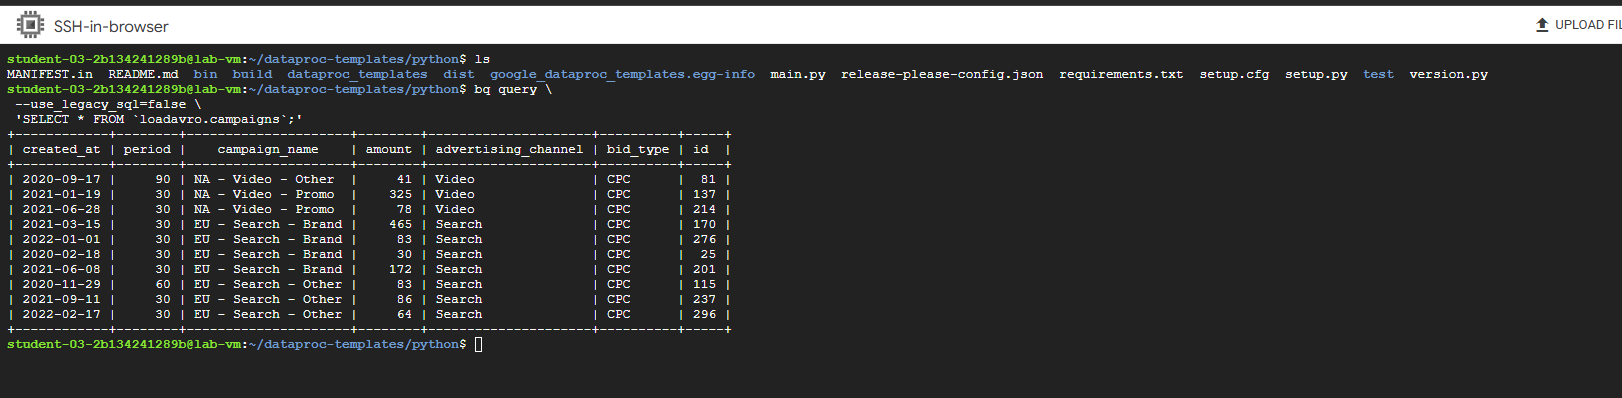 SSH-in-browser
UPLOAD FIL
student-03-2b134241289b@lab-vm:~/dataproc-templates/python$ ls
MANIFEST.in  README.md  bin  build  dataproc_templates  dist  google_dataproc_templates.egg-info  main.py  release-please-config.json  requirements.txt  setup.cfg  setup.py  test  version.py
student-03-2b134241289b@lab-vm:~/dataproc-templates/python$ bq query \
 --use_legacy_sql=false \
 'SELECT * FROM `loadavro.campaigns`;'
+------------+--------+----------------------+--------+---------------------+----------+-----+
| created_at | period |    campaign_name     | amount | advertising_channel | bid_type | id  |
+------------+--------+----------------------+--------+---------------------+----------+-----+
| 2020-09-17 |     90 | NA - Video - Other   |     41 | Video               | CPC      |  81 |
| 2021-01-19 |     30 | NA - Video - Promo   |    325 | Video               | CPC      | 137 |
| 2021-06-28 |     30 | NA - Video - Promo   |     78 | Video               | CPC      | 214 |
| 2021-03-15 |     30 | EU - Search - Brand  |    465 | Search              | CPC      | 170 |
| 2022-01-01 |     30 | EU - Search - Brand  |     83 | Search              | CPC      | 276 |
| 2020-02-18 |     30 | EU - Search - Brand  |     30 | Search              | CPC      |  25 |
| 2021-06-08 |     30 | EU - Search - Brand  |    172 | Search              | CPC      | 201 |
| 2020-11-29 |     60 | EU - Search - Other  |     83 | Search              | CPC      | 115 |
| 2021-09-11 |     30 | EU - Search - Other  |     86 | Search              | CPC      | 237 |
| 2022-02-17 |     30 | EU - Search - Other  |     64 | Search              | CPC      | 296 |
+------------+--------+----------------------+--------+---------------------+----------+-----+
student-03-2b134241289b@lab-vm:~/dataproc-templates/python$